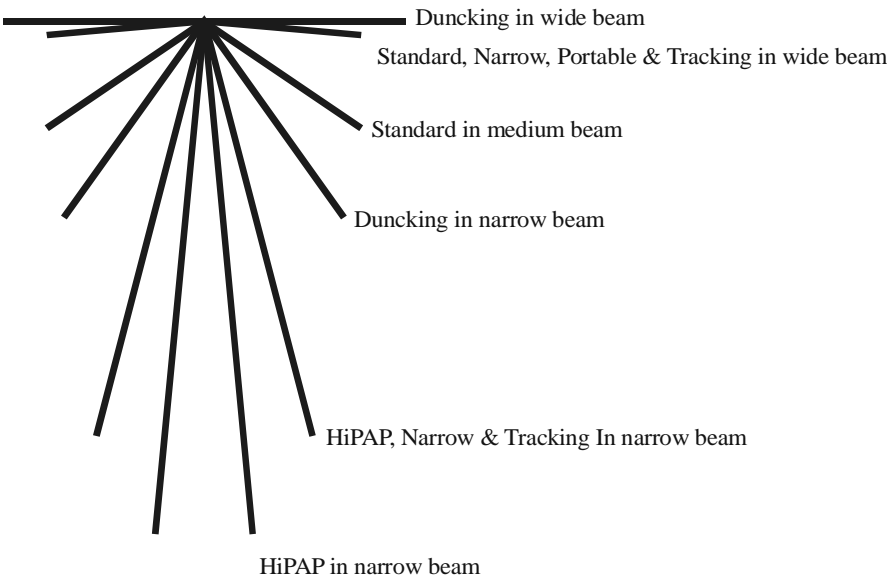 Duncking in wide beam
Standard, Narrow, Portable & Tracking in wide beam
Standard in medium beam
Duncking in narrow beam
HiPAP, Narrow & Tracking In narrow beam
HiPAP in narrow beam